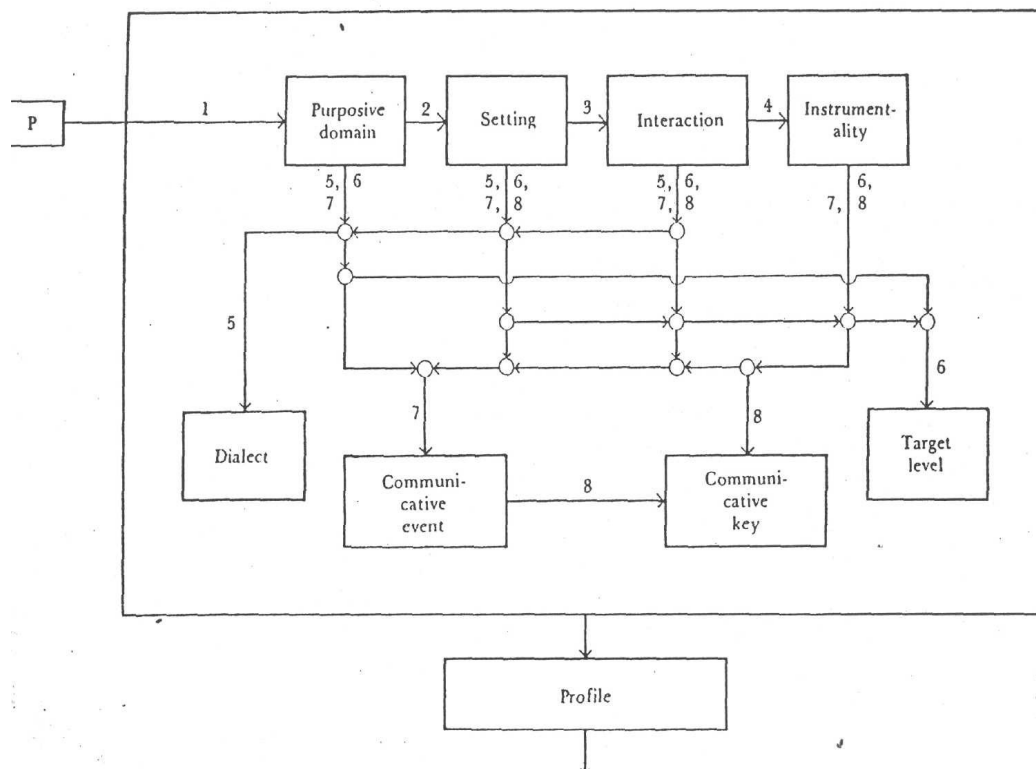 P
1
Purposive
domain
2
Setting
3
Interaction
4
Instrument-
ality
5, 6
7
5, 6,
7, 8
5, 6,
7, 8
6,
7, 8
5
6
7
8
Dialect
Communi-
cative
event
8
Communi-
cative
key
Target
level
Profile